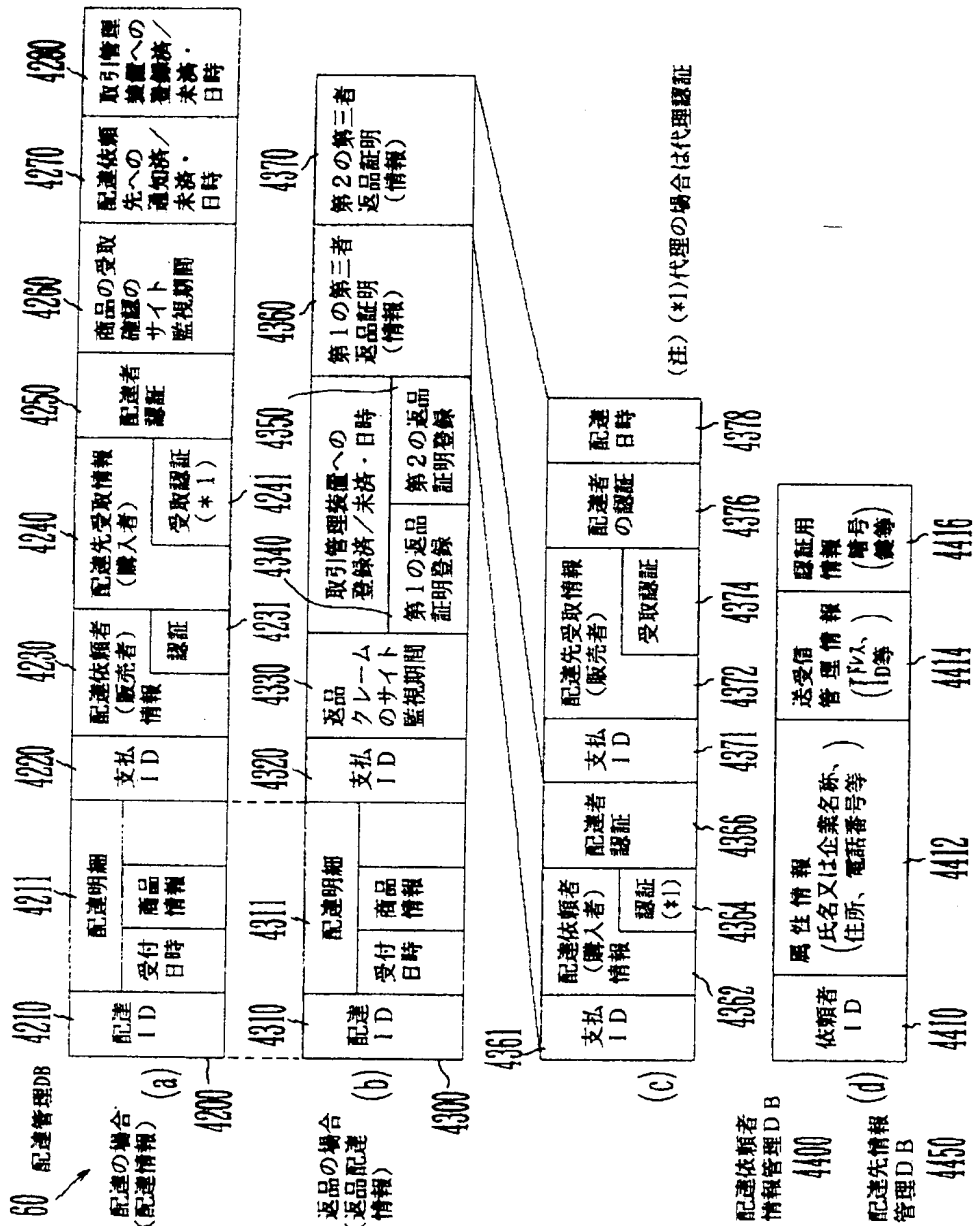 60
配達管理DB
配達の場合
(配達情報)
(a)
4200
4210
4211
4220
4230
4231
4240
4241
4250
4260
4270
4280
配達
ID
配達明細
受付
日時
商品
情報
支払
ID
配達依頼者
(販売者)
情報
認証
配達先受取情報
(購入者)
受取認証
(*1)
配達者
認証
商品の受取
確認の
サイト
監視期間
配達依頼
先への
通知済/
未済・
日時
取引管理
装置への
登録済/
未済・
日時
返品の場合
(返品配達
情報)
(b)
4300
4310
4311
4320
4330
4340
4350
4360
4370
配達
ID
配達明細
受付
日時
商品
情報
支払
ID
返品
クレーム
のサイト
監視期間
取引管理装置への
登録済/未済・日時
第1の返品
証明登録
第2の返品
証明登録
第1の第三者
返品証明
(情報)
第2の第三者
返品証明
(情報)
(c)
4361
支払
ID
配達依頼者
(購入者)
情報
認証
(*1)
配達者
認証
支払
ID
配達先受取情報
(販売者)
受取認証
配達者
の認証
配達
日時
4362
4364
4366
4371
4372
4374
4376
4378
(注)(*1)代理の場合は代理認証
配達依頼者
情報管理DB
4400
配達先情報
管理DB
4450
(d)
依頼者
ID
属性情報
(氏名又は企業名称、
住所、電話番号等)
送受信
管理情報
(アドレス、
ID等)
認証用
情報
(暗号
鍵等)
4410
4412
4414
4416